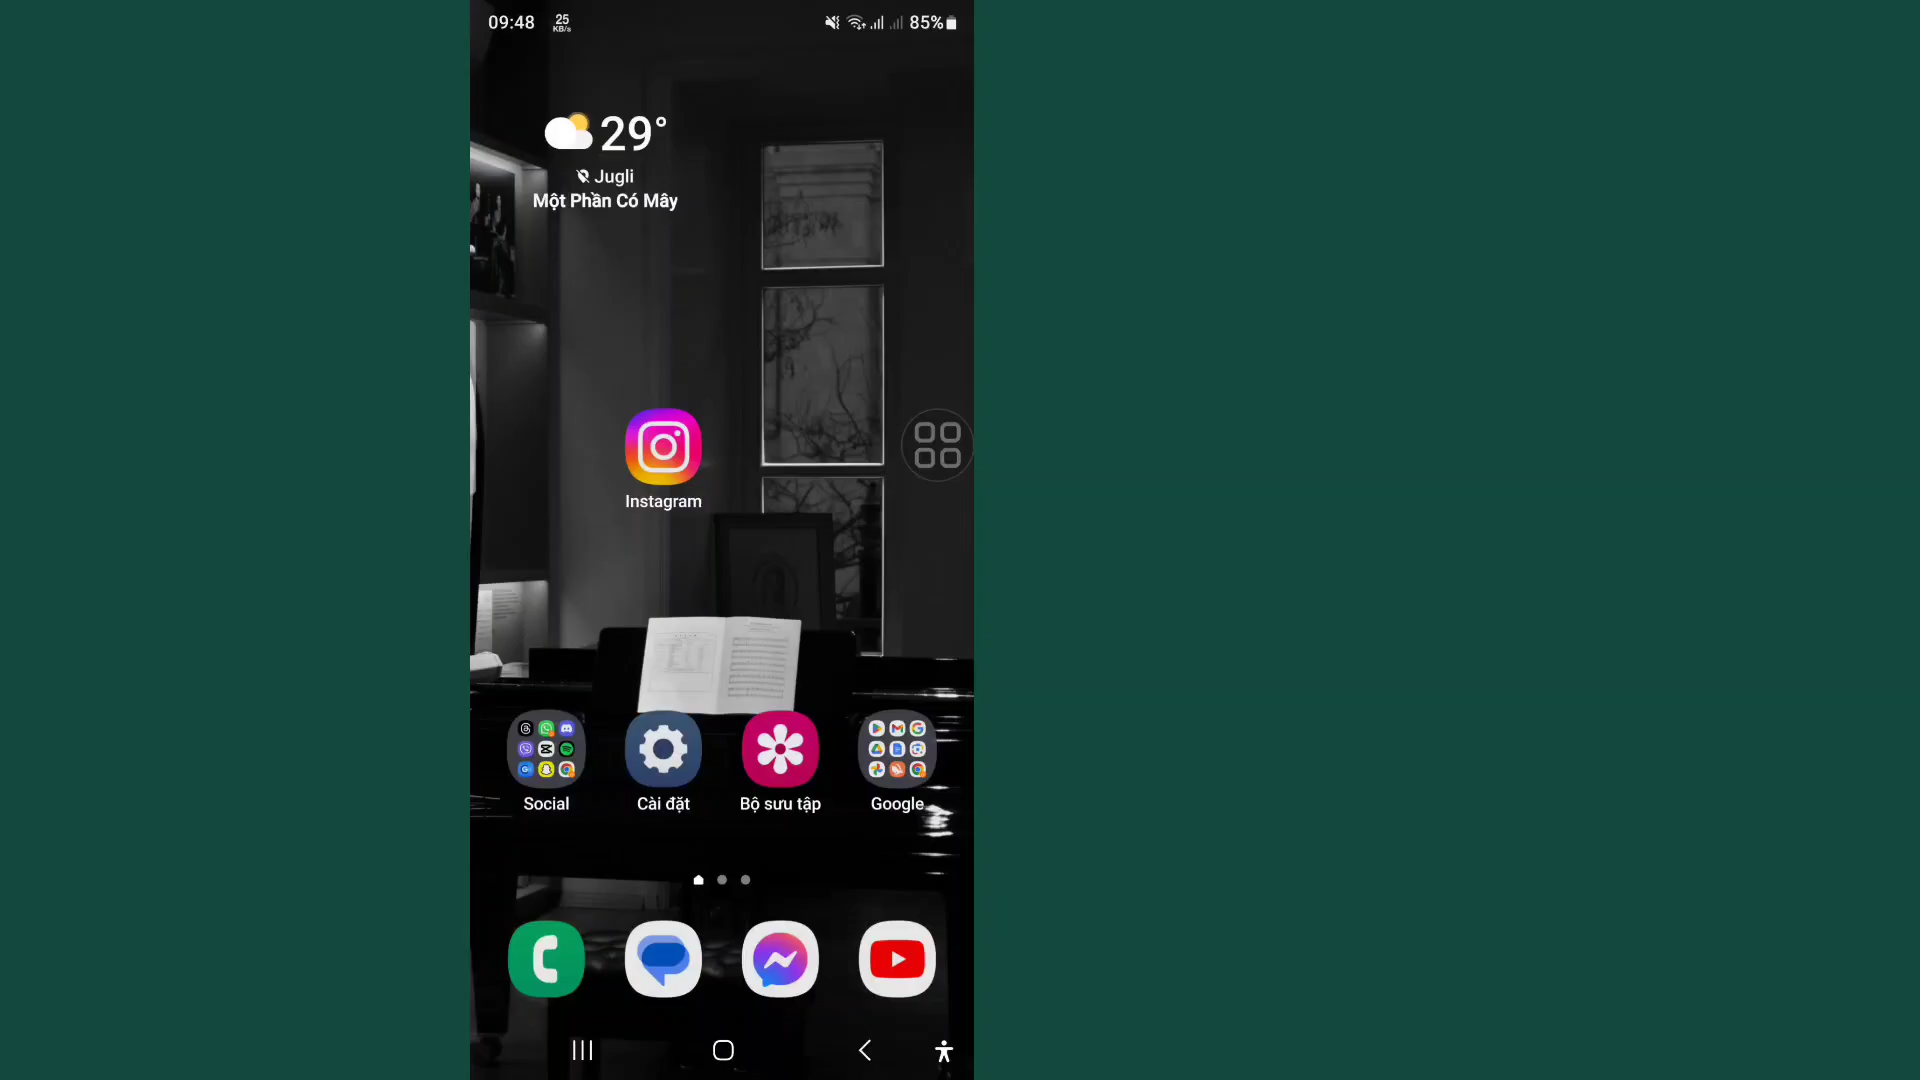 09:48
25
KB/s
85%
29°
Jugli
Một Phần Có Mây
Instagram
Social
Cài đặt
Bộ sưu tập
Google